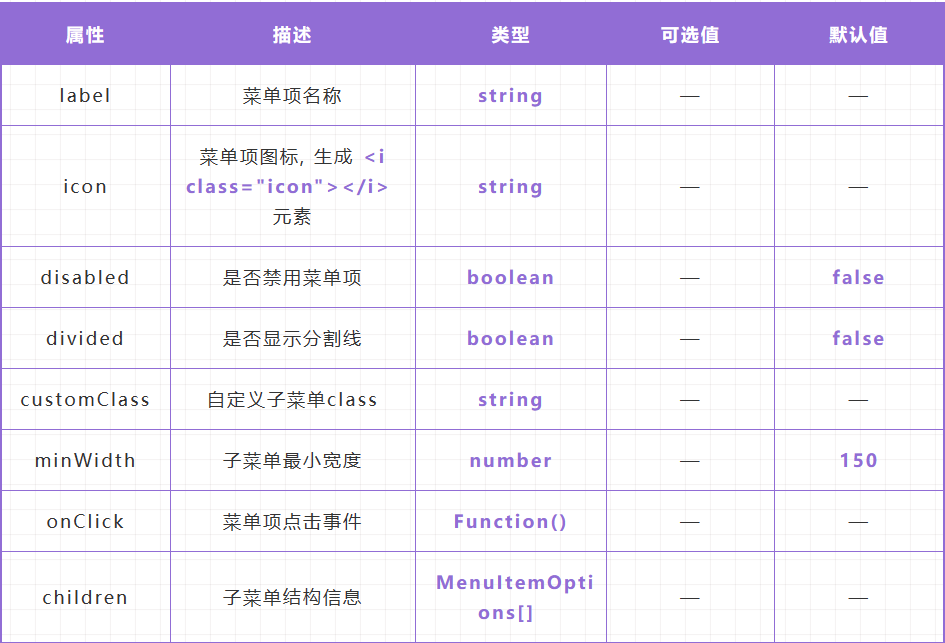 属性 描述 类型 可选值 默认值
label 菜单项名称 string — —
菜单项图标, 生成 <i
icon class="icon"></i> string — —
元素
disabled 是否禁用菜单项 boolean — false
divided 是否显示分割线 boolean — false
customClass 自定义子菜单class string — —
minWidth 子菜单最小宽度 number — 150
onClick 菜单项点击事件 Function() — —
children 子菜单结构信息 MenuItemOpti — —
ons[]